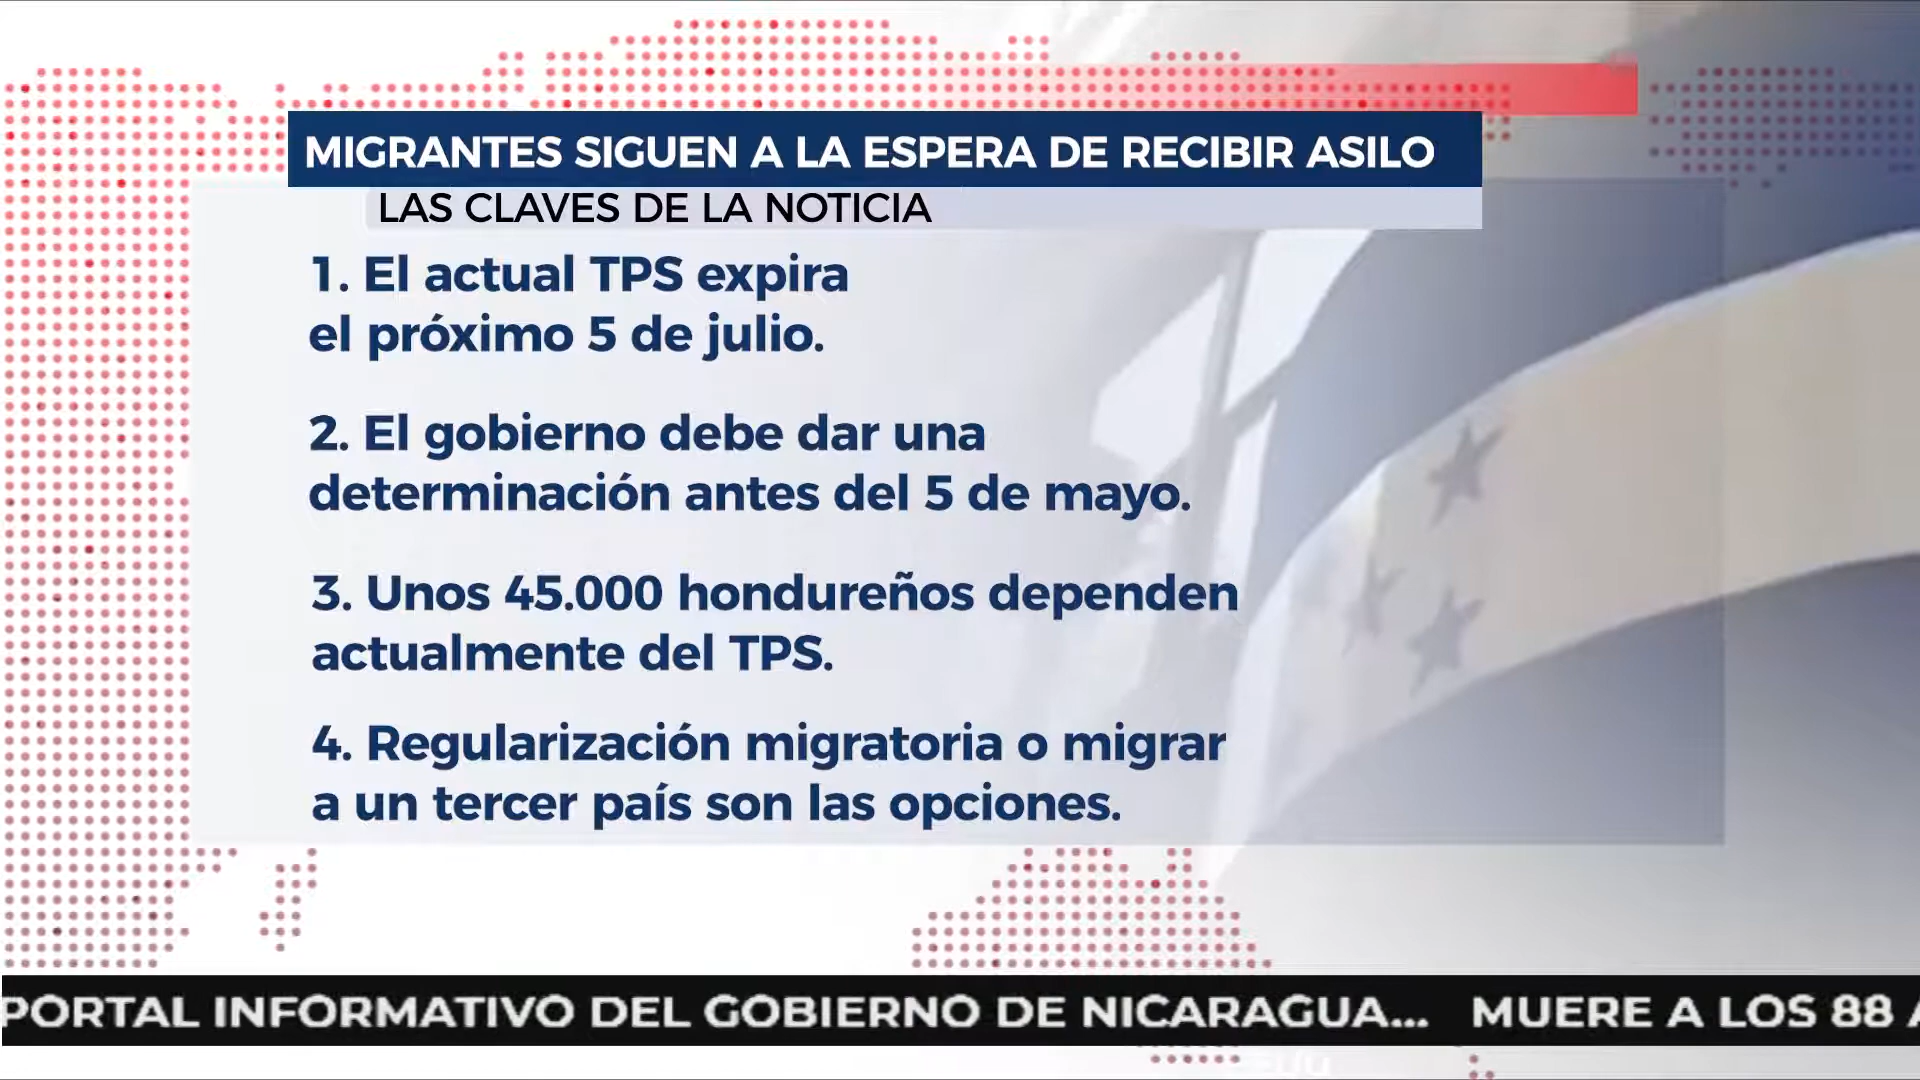 MIGRANTES SIGUEN A LA ESPERA DE RECIBIR ASILO
LAS CLAVES DE LA NOTICIA
1. El actual TPS expira
el próximo 5 de julio.
2. El gobierno debe dar una
determinación antes del 5 de mayo.
3. Unos 45.000 hondureños dependen
actualmente del TPS.
4. Regularización migratoria o migrar
a un tercer país son las opciones.
PORTAL INFORMATIVO DEL GOBIERNO DE NICARAGUA... MUERE A LOS 88